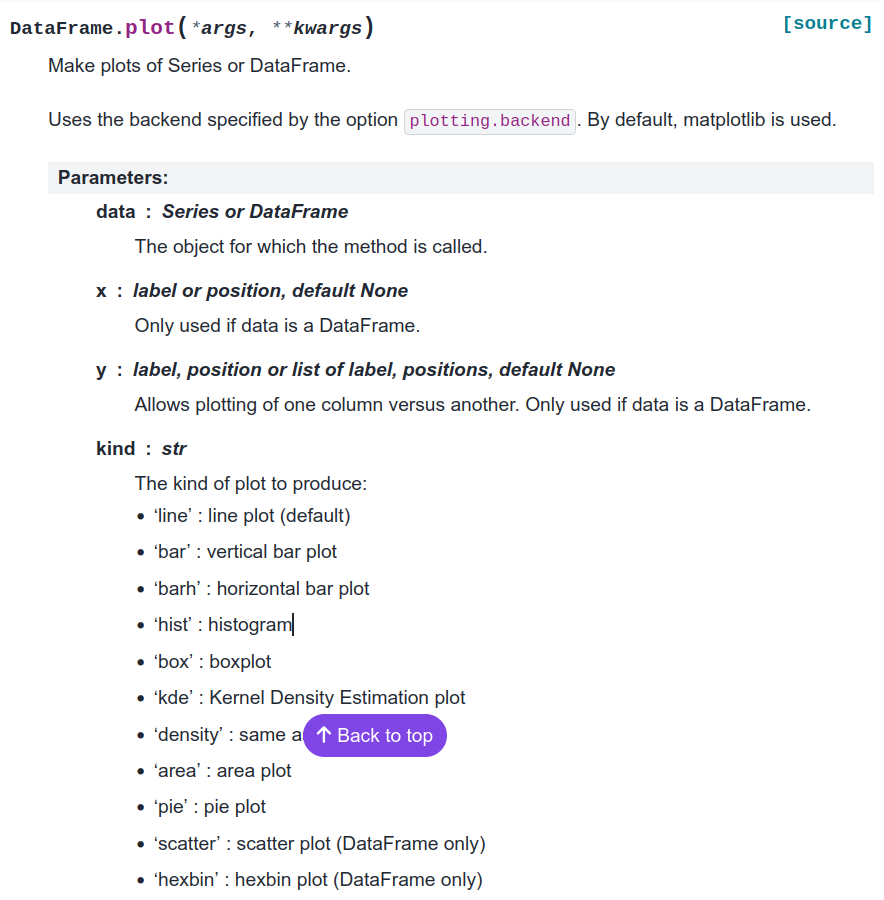 DataFrame.plot(*args, **kwargs) [source]
Make plots of Series or DataFrame.
Uses the backend specified by the option plotting.backend. By default, matplotlib is used.
Parameters:
data : Series or DataFrame
The object for which the method is called.
x : label or position, default None
Only used if data is a DataFrame.
y : label, position or list of label, positions, default None
Allows plotting of one column versus another. Only used if data is a DataFrame.
kind : str
The kind of plot to produce:
• ‘line’ : line plot (default)
• ‘bar’ : vertical bar plot
• ‘barh’ : horizontal bar plot
• ‘hist’ : histogram
• ‘box’ : boxplot
• ‘kde’ : Kernel Density Estimation plot
• ‘density’ : same
↑ Back to top
• ‘area’ : area plot
• ‘pie’ : pie plot
• ‘scatter’ : scatter plot (DataFrame only)
• ‘hexbin’ : hexbin plot (DataFrame only)